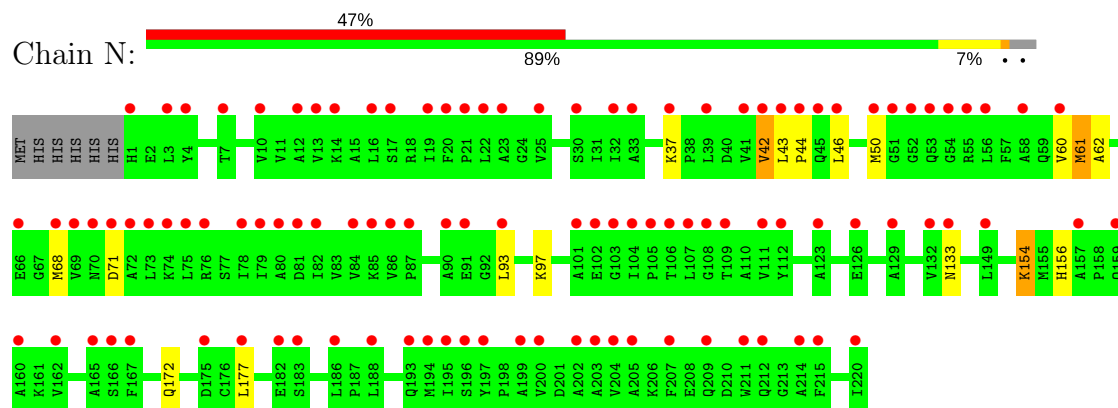 47%
Chain N:
89% 7% • •
MET HIS HIS HIS HIS HIS H1 E2 L3 Y4 T7 V10 V11 A12 V13 K14 A15 L16 S17 R18 I19 F20 P21 L22 A23 G24 V25 S30 I31 I32 A33 K37 P38 L39 D40 V41 V42 L43 P44 Q45 L46 M50 G51 G52 Q53 G54 R55 L56 F57 A58 Q59 V60 M61 A62
E66 G67 M68 V69 N70 D71 A72 L73 K74 L75 R76 S77 I78 I79 A80 D81 I82 V83 V84 K85 V86 P87 A90 E91 G92 L93 K97 A101 E102 G103 I104 P105 T106 L107 G108 T109 A110 V111 Y112 A123 E126 A129 V132 N133 L149 K154 M155 H156 A157 P158
A160 K161 V162 A165 S166 F167 Q172 D175 C176 L177 E182 S183 L186 P187 L188 Q193 M194 I195 S196 Y197 P198 A199 V200 D201 A202 A203 V204 A205 K206 F207 E208 Q209 D210 W211 Q212 G213 A214 F215 I220